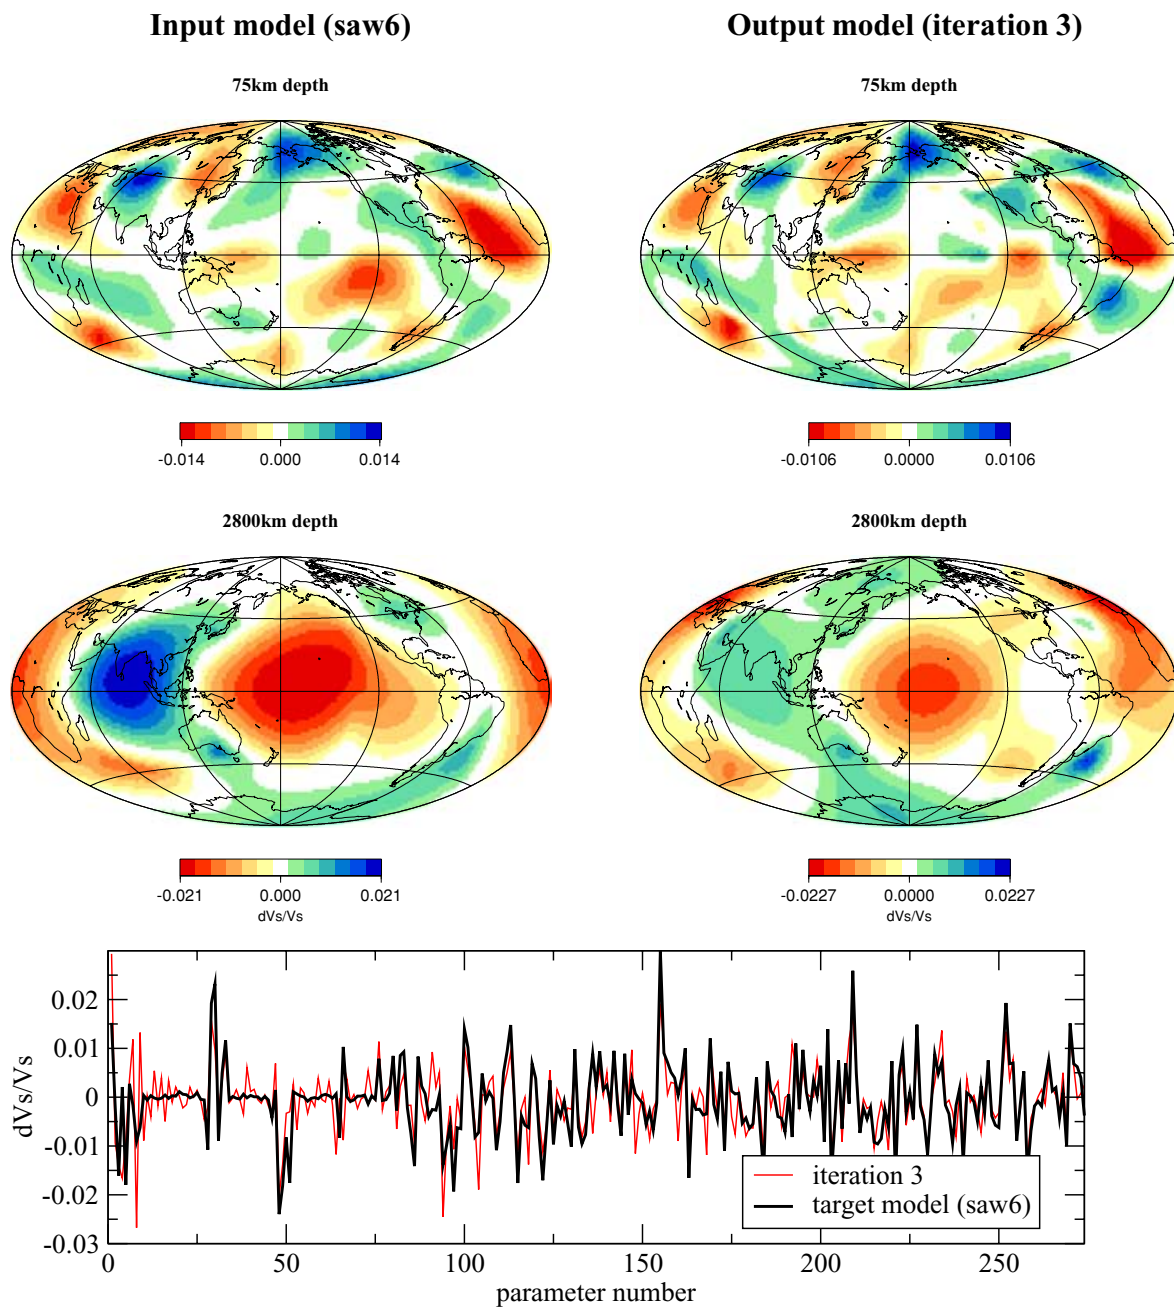 Input model (saw6) Output model (iteration 3)
75km depth 75km depth
-0.014 0.000 0.014 -0.0106 0.0000 0.0106
2800km depth 2800km depth
-0.021 0.000 0.021 -0.0227 0.0000 0.0227
dVs/Vs dVs/Vs
0.02
0.01
0
-0.01
-0.02
-0.03
dVs/Vs
iteration 3
target model (saw6)
0 50 100 150 200 250
parameter number